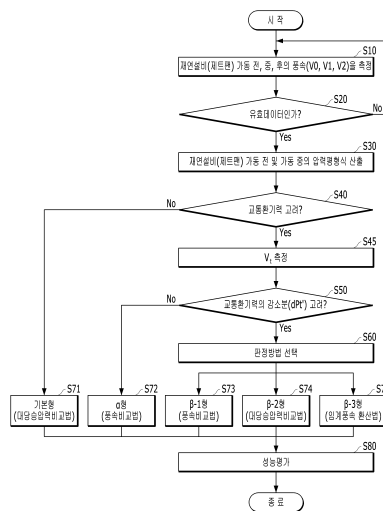 시 작
S10
제연설비(제트팬) 가동 전, 중, 후의 풍속(V0, V1, V2)을 측정
S20
유효데이터인가?
No
Yes
S30
제연설비(제트팬) 가동 전 및 가동 중의 압력평형식 산출
S40
No
교통환기력 고려?
Yes
S45
Vt 측정
S50
No
교통환기력의 감소분(dPt') 고려?
Yes
S60
판정방법 선택
S71
S72
S73
S74
기본형
(대당승압력비교법)
α형
(풍속비교법)
β-1형
(풍속비교법)
β-2형
(대당승압력비교법)
β-3형
(임계풍속 환산법)
S80
성능평가
종 료